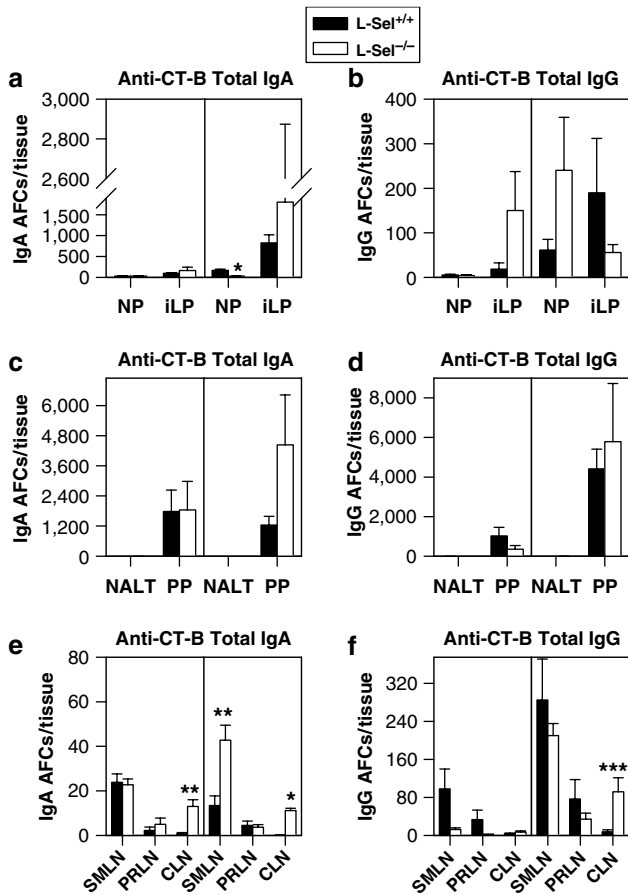 L-Sel+/+
L-Sel−/−
a
Anti-CT-B Total IgA
3,000
2,800
2,600
1,500
1,000
500
0
IgA AFCs/tissue
*
NP iLP NP iLP
b
Anti-CT-B Total IgG
400
300
200
100
0
IgG AFCs/tissue
NP iLP NP iLP
c
Anti-CT-B Total IgA
6,000
4,800
3,600
2,400
1,200
0
IgA AFCs/tissue
NALT PP NALT PP
d
Anti-CT-B Total IgG
8,000
6,000
4,000
2,000
0
IgG AFCs/tissue
NALT PP NALT PP
e
Anti-CT-B Total IgA
80
60
40
20
0
IgA AFCs/tissue
**
**
*
SMLN PRLN CLN SMLN PRLN CLN
f
Anti-CT-B Total IgG
320
240
160
80
0
IgG AFCs/tissue
***
SMLN PRLN CLN SMLN PRLN CLN